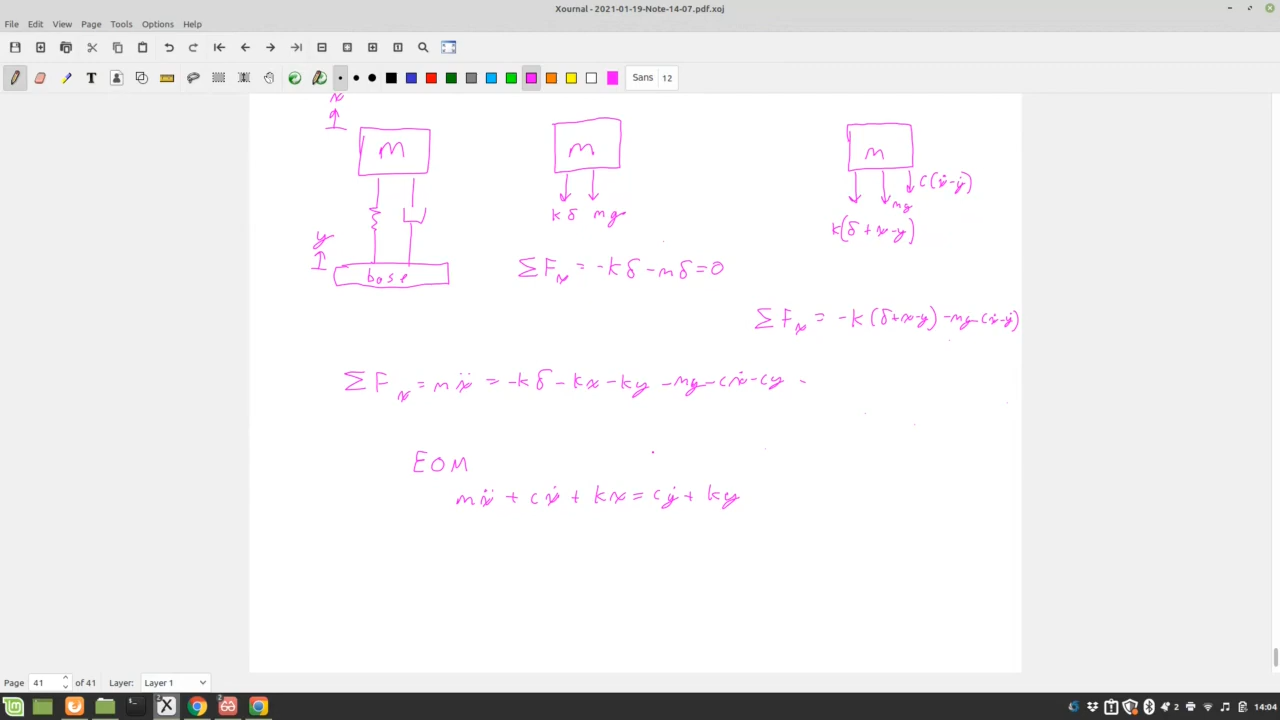 Xournal - 2021-01-19-Note-14-07.pdf.xoj
File Edit View Page Tools Options Help
Sans 12
x
m
m
m
c(ẋ-ẏ)
mg
kδ mg
k(δ+x-y)
y
base
ΣFx = -kδ -mδ = 0
ΣFx = -k(δ+x-y) -mg c(ẋ-ẏ)
ΣFx = mẍ = -kδ - kx - ky - mg - cẋ - cy -
EOM
mẍ + cẋ + kx = cẏ + ky
Page 41 of 41 Layer: Layer 1
2 14:04